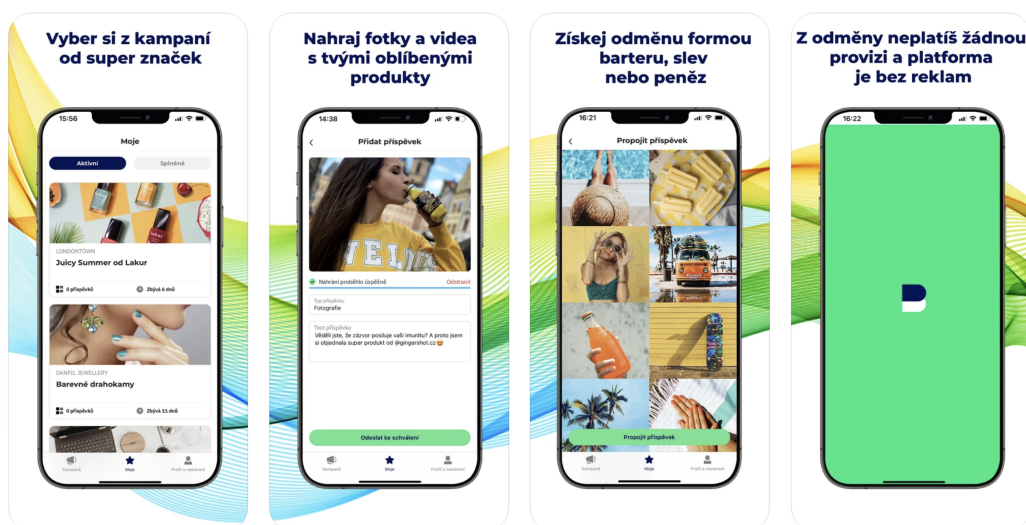 Vyber si z kampaní
od super značek
15:56
Moje
Aktivní
Splněné
LONDONTOWN
Juicy Summer od Lakur
0 příspěvků
Zbývá 6 dnů
DANFIL JEWELLERY
Barevné drahokamy
0 příspěvků
Zbývá 11 dnů
Kampaně
Moje
Profil a nastavení
Nahraj fotky a videa
s tvými oblíbenými
produkty
14:38
Přidat příspěvek
Nahrání proběhlo úspěšně
Odstranit
Typ příspěvku
Fotografie
Text příspěvku
Věděli jste, že zázvor posiluje vaši imunitu? A proto jsem
si objednala super produkt od @gingershot.cz😍
Odeslat ke schválení
Kampaně
Moje
Profil a nastavení
Získej odměnu formou
barteru, slev
nebo peněz
16:21
Propojit příspěvek
Propojit příspěvek
Kampaně
Moje
Profil a nastavení
Z odměny neplatíš žádnou
provizi a platforma
je bez reklam
16:22